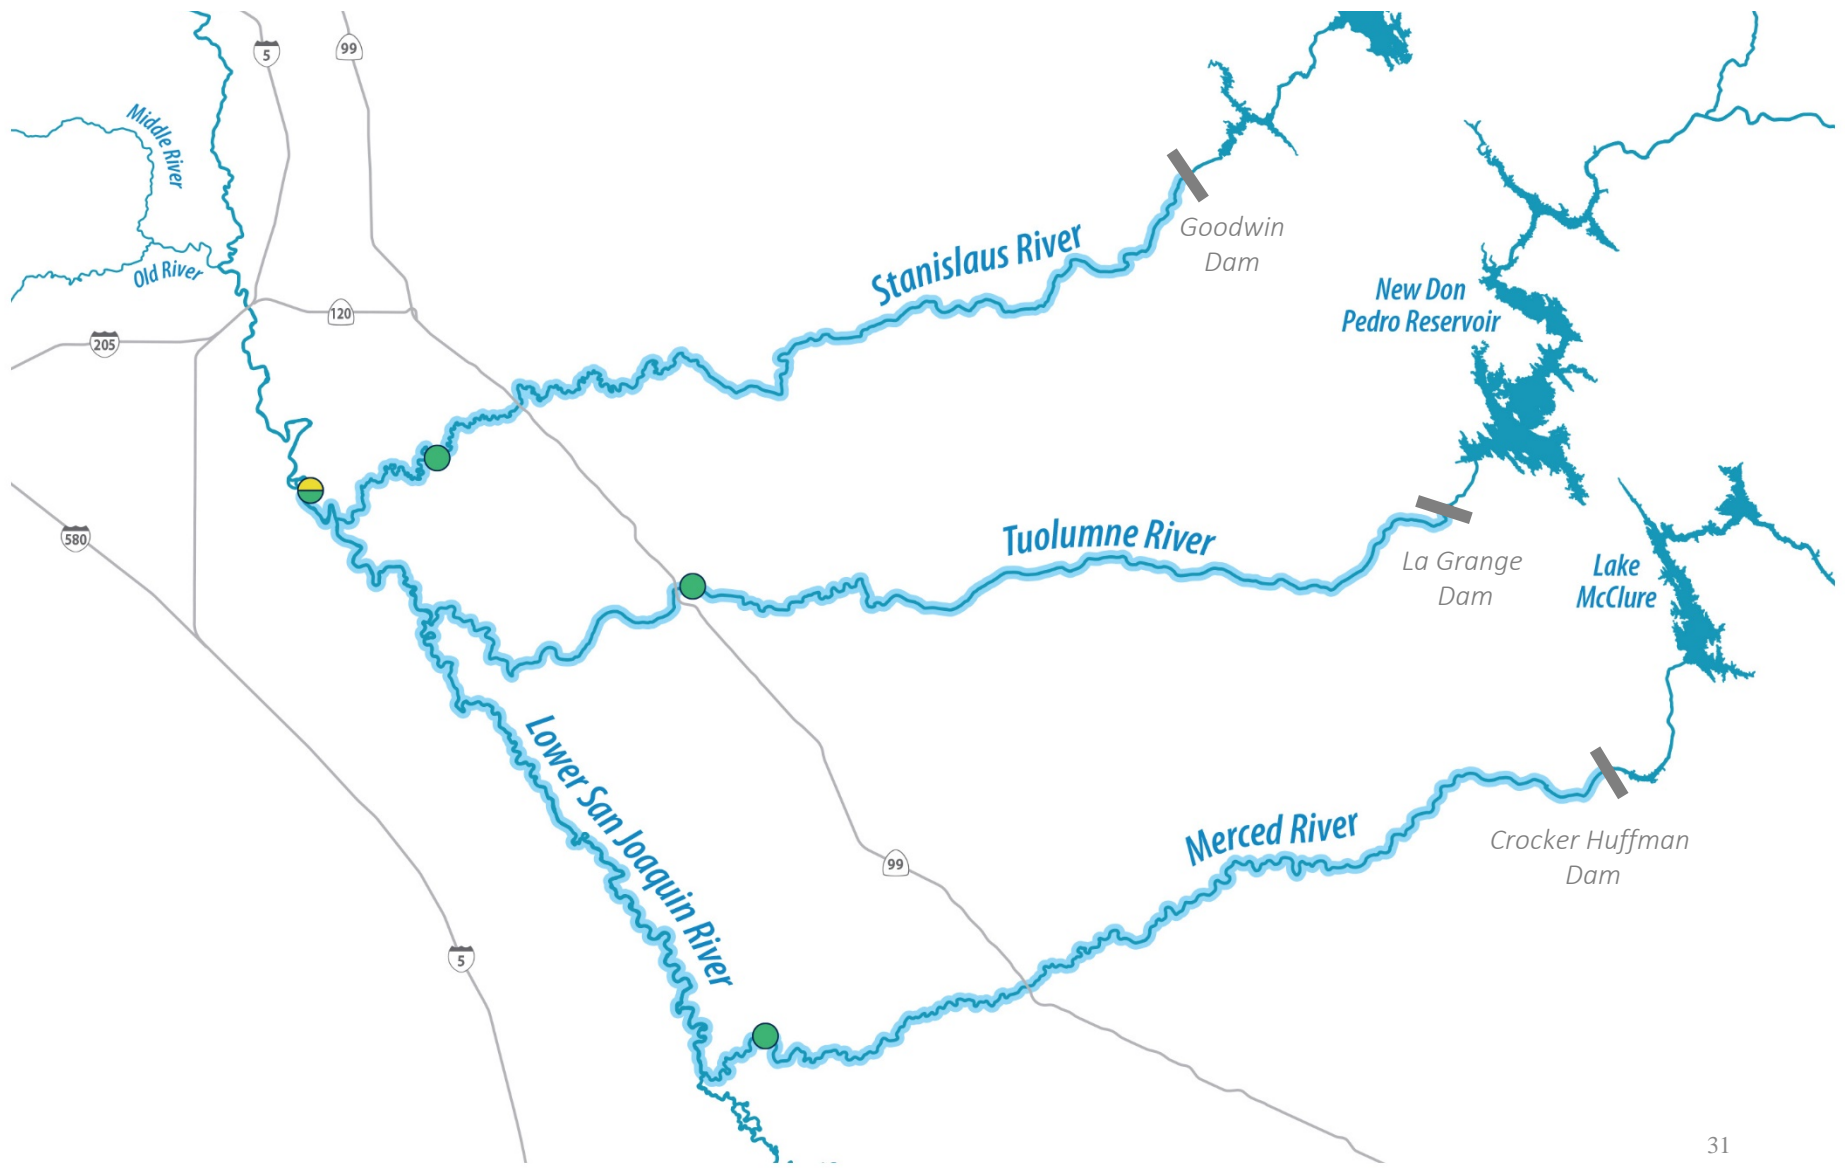 5
99
Middle River
Old River
120
205
Goodwin
Dam
Stanislaus River
New Don
Pedro Reservoir
580
Tuolumne River
La Grange
Dam
Lake
McClure
Lower San Joaquin River
Merced River
Crocker Huffman
Dam
99
5
31